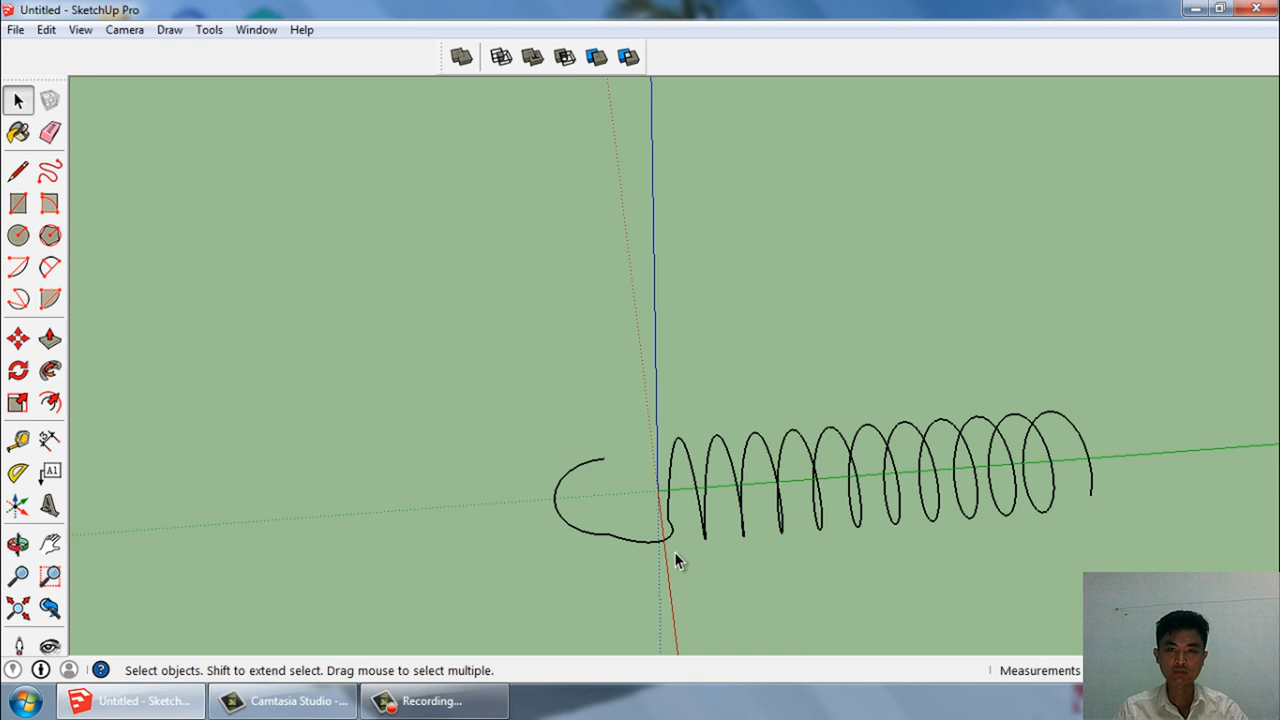 Untitled - SketchUp Pro
File Edit View Camera Draw Tools Window Help
A1
Select objects. Shift to extend select. Drag mouse to select multiple.
Measurements
Untitled - Sketch...
Camtasia Studio -...
Recording...